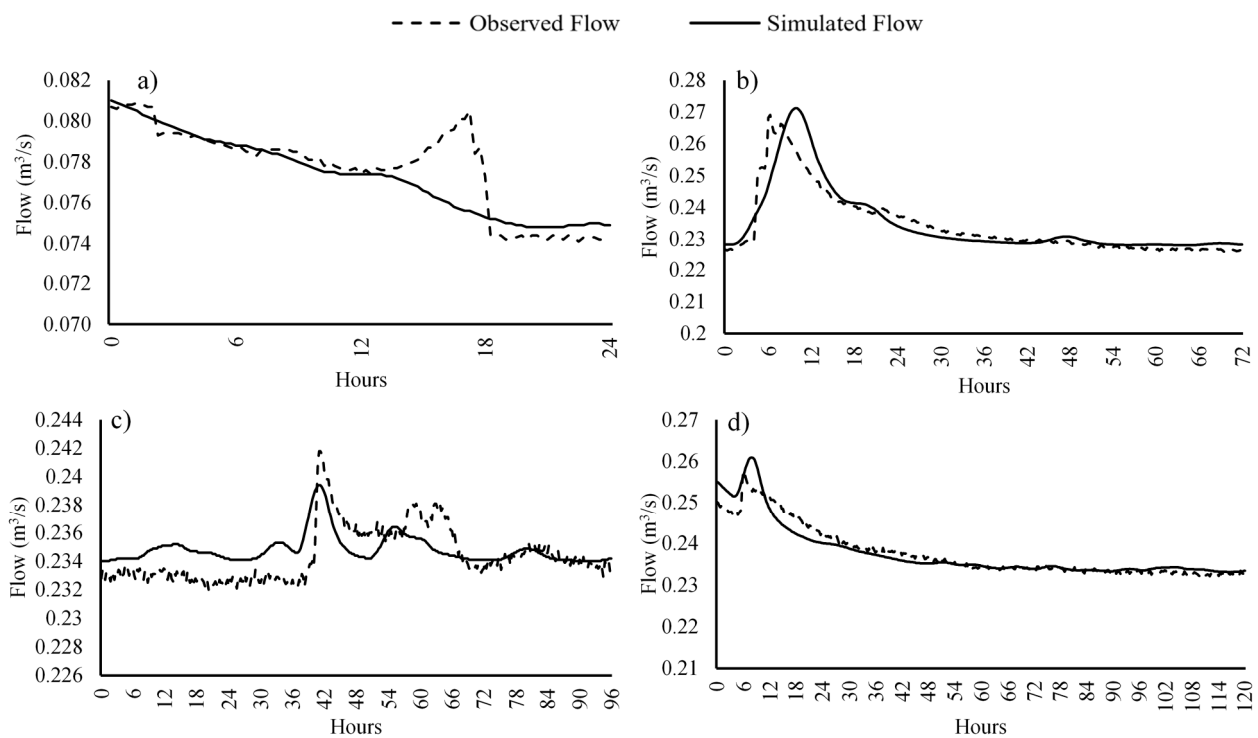 Observed Flow Simulated Flow
a)
Flow (m³/s)
0.082
0.080
0.078
0.076
0.074
0.072
0.070
0 6 12 18 24
Hours
b)
Flow (m³/s)
0.28
0.27
0.26
0.25
0.24
0.23
0.22
0.21
0.2
0 6 12 18 24 30 36 42 48 54 60 66 72
Hours
c)
Flow (m³/s)
0.244
0.242
0.24
0.238
0.236
0.234
0.232
0.23
0.228
0.226
0 6 12 18 24 30 36 42 48 54 60 66 72 78 84 90 96
Hours
d)
Flow (m³/s)
0.27
0.26
0.25
0.24
0.23
0.22
0.21
0 6 12 18 24 30 36 42 48 54 60 66 72 78 84 90 96 102 108 114 120
Hours